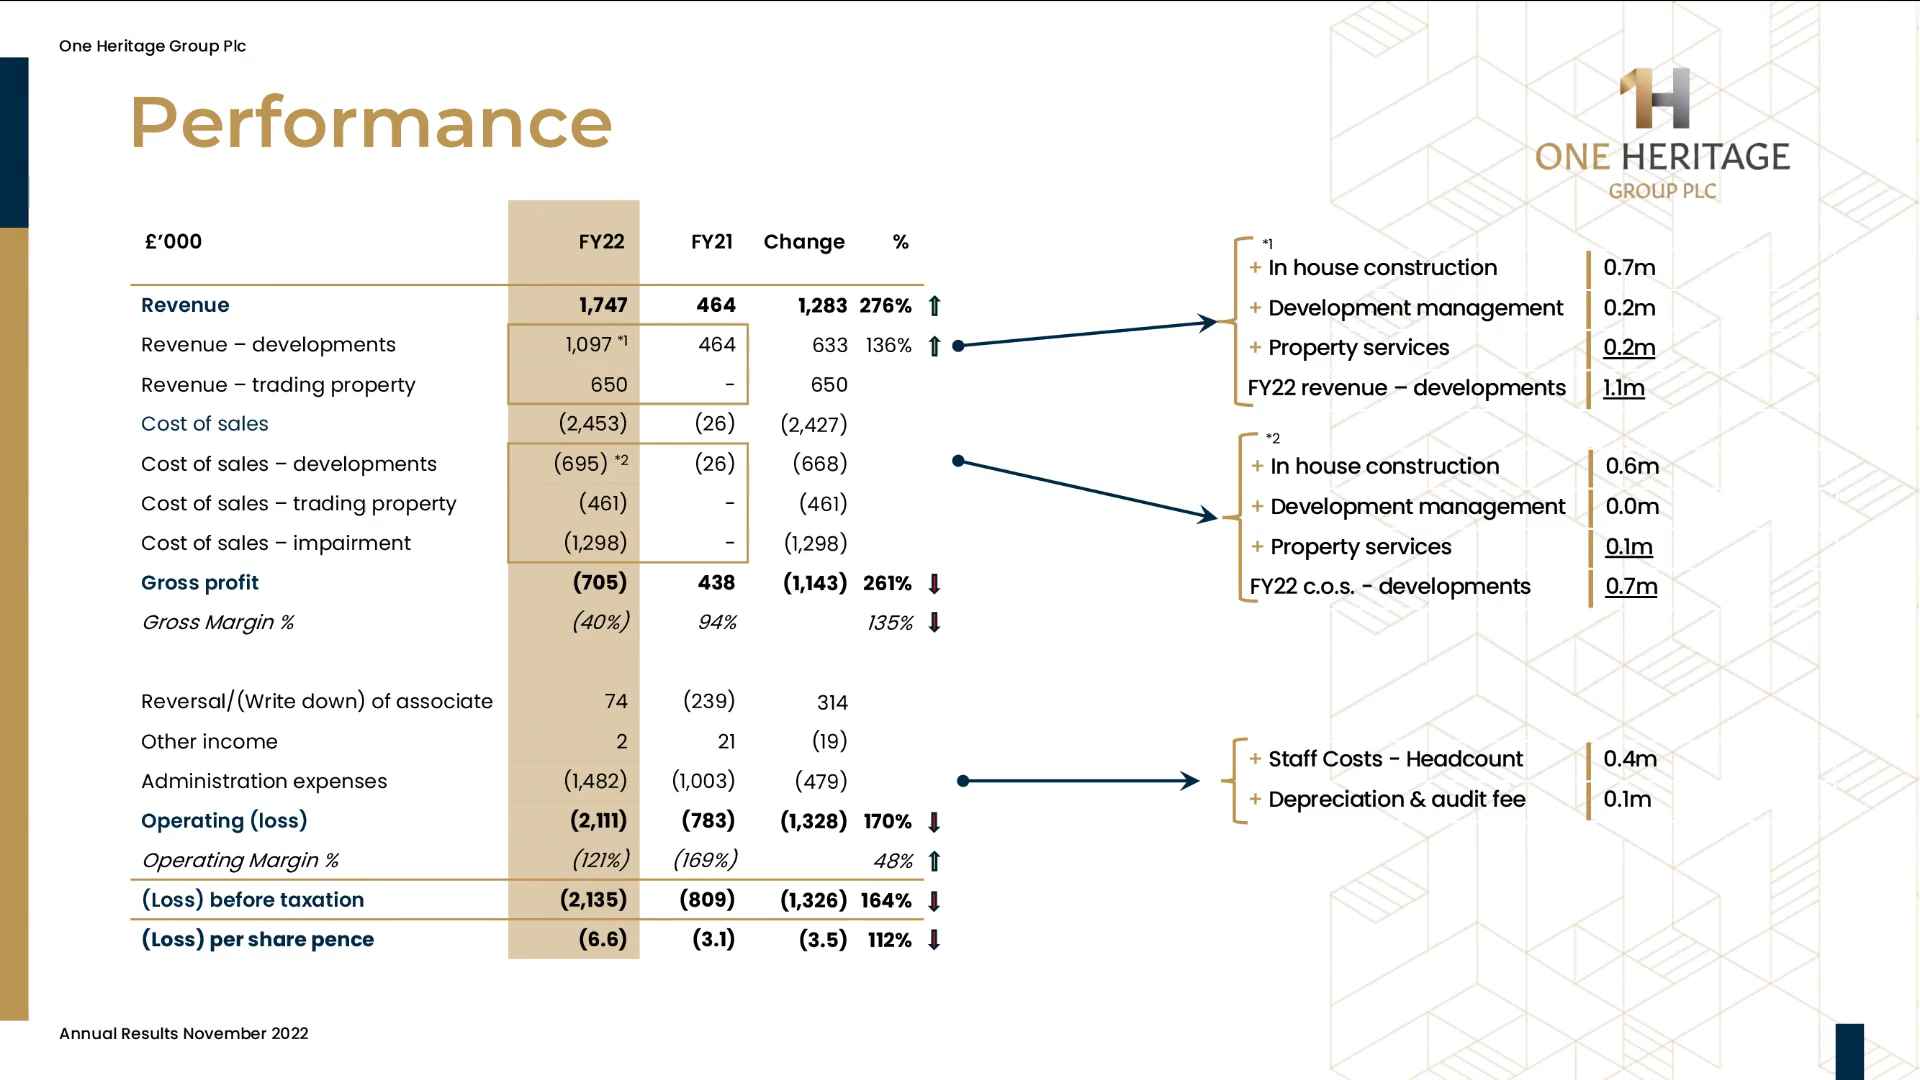 One Heritage Group Plc
Performance
ONE HERITAGE
GROUP PLC
£’000 FY22 FY21 Change %
Revenue 1,747 464 1,283 276%
Revenue – developments 1,097 *1 464 633 136%
Revenue – trading property 650 - 650
Cost of sales (2,453) (26) (2,427)
Cost of sales – developments (695) *2 (26) (668)
Cost of sales – trading property (461) - (461)
Cost of sales – impairment (1,298) - (1,298)
Gross profit (705) 438 (1,143) 261%
Gross Margin % (40%) 94% 135%
Reversal/(Write down) of associate 74 (239) 314
Other income 2 21 (19)
Administration expenses (1,482) (1,003) (479)
Operating (loss) (2,111) (783) (1,328) 170%
Operating Margin % (121%) (169%) 48%
(Loss) before taxation (2,135) (809) (1,326) 164%
(Loss) per share pence (6.6) (3.1) (3.5) 112%
*1
+ In house construction 0.7m
+ Development management 0.2m
+ Property services 0.2m
FY22 revenue – developments 1.1m
*2
+ In house construction 0.6m
+ Development management 0.0m
+ Property services 0.1m
FY22 c.o.s. - developments 0.7m
+ Staff Costs - Headcount 0.4m
+ Depreciation & audit fee 0.1m
Annual Results November 2022